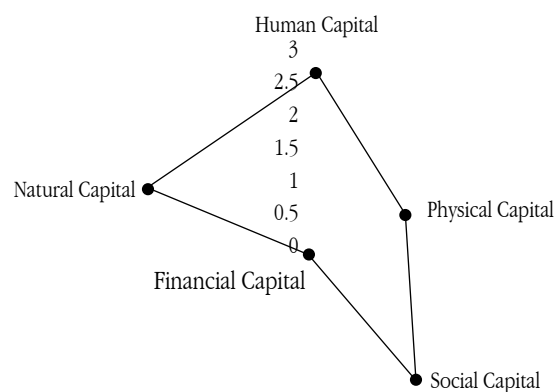 Human Capital
3
2.5
2
1.5
1
0.5
0
Natural Capital
Physical Capital
Financial Capital
Social Capital